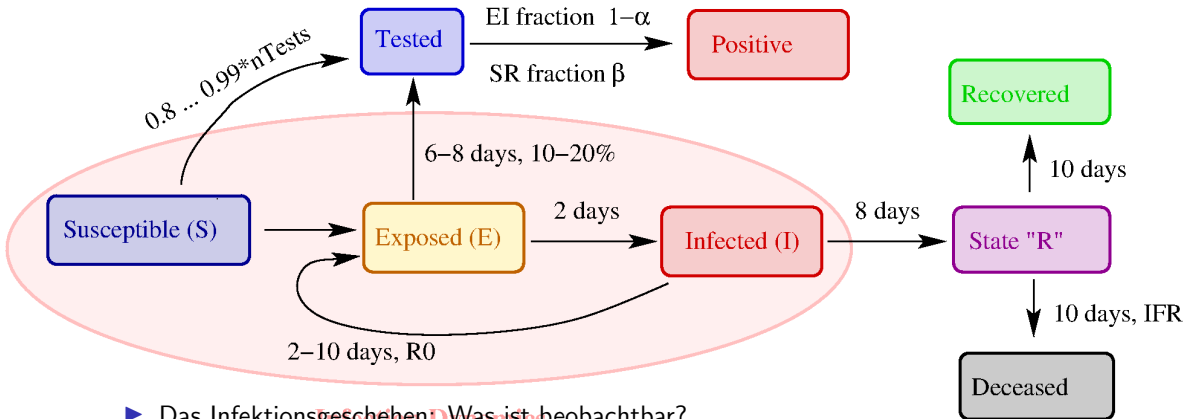 EI fraction 1−α
Tested
Positive
SR fraction β
0.8 ... 0.99*nTests
Recovered
6−8 days, 10−20%
10 days
Susceptible (S)
Exposed (E)
2 days
Infected (I)
8 days
State "R"
2−10 days, R0
10 days, IFR
Deceased
▶ Das Infektionsgeschehen: Was ist beobachtbar?